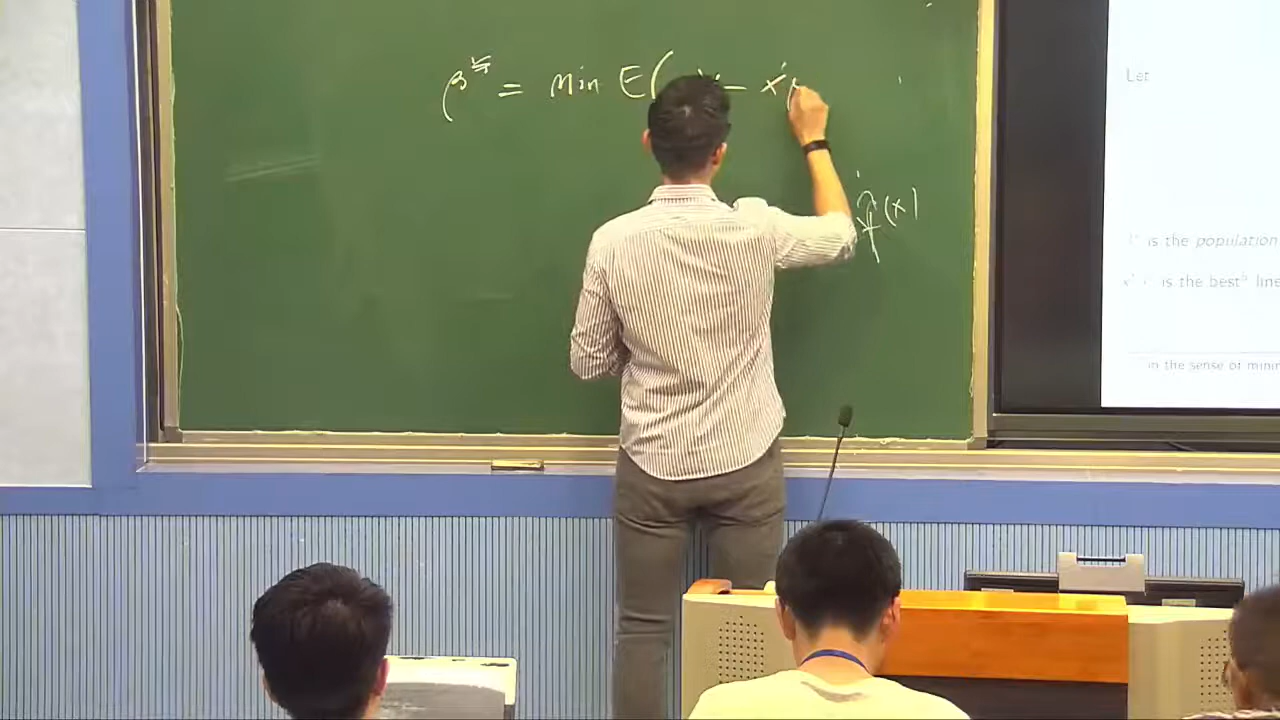 β* = min E(Y - x'β
f̂(x)
Let
is the population
x' is the best line
in the sense of minim